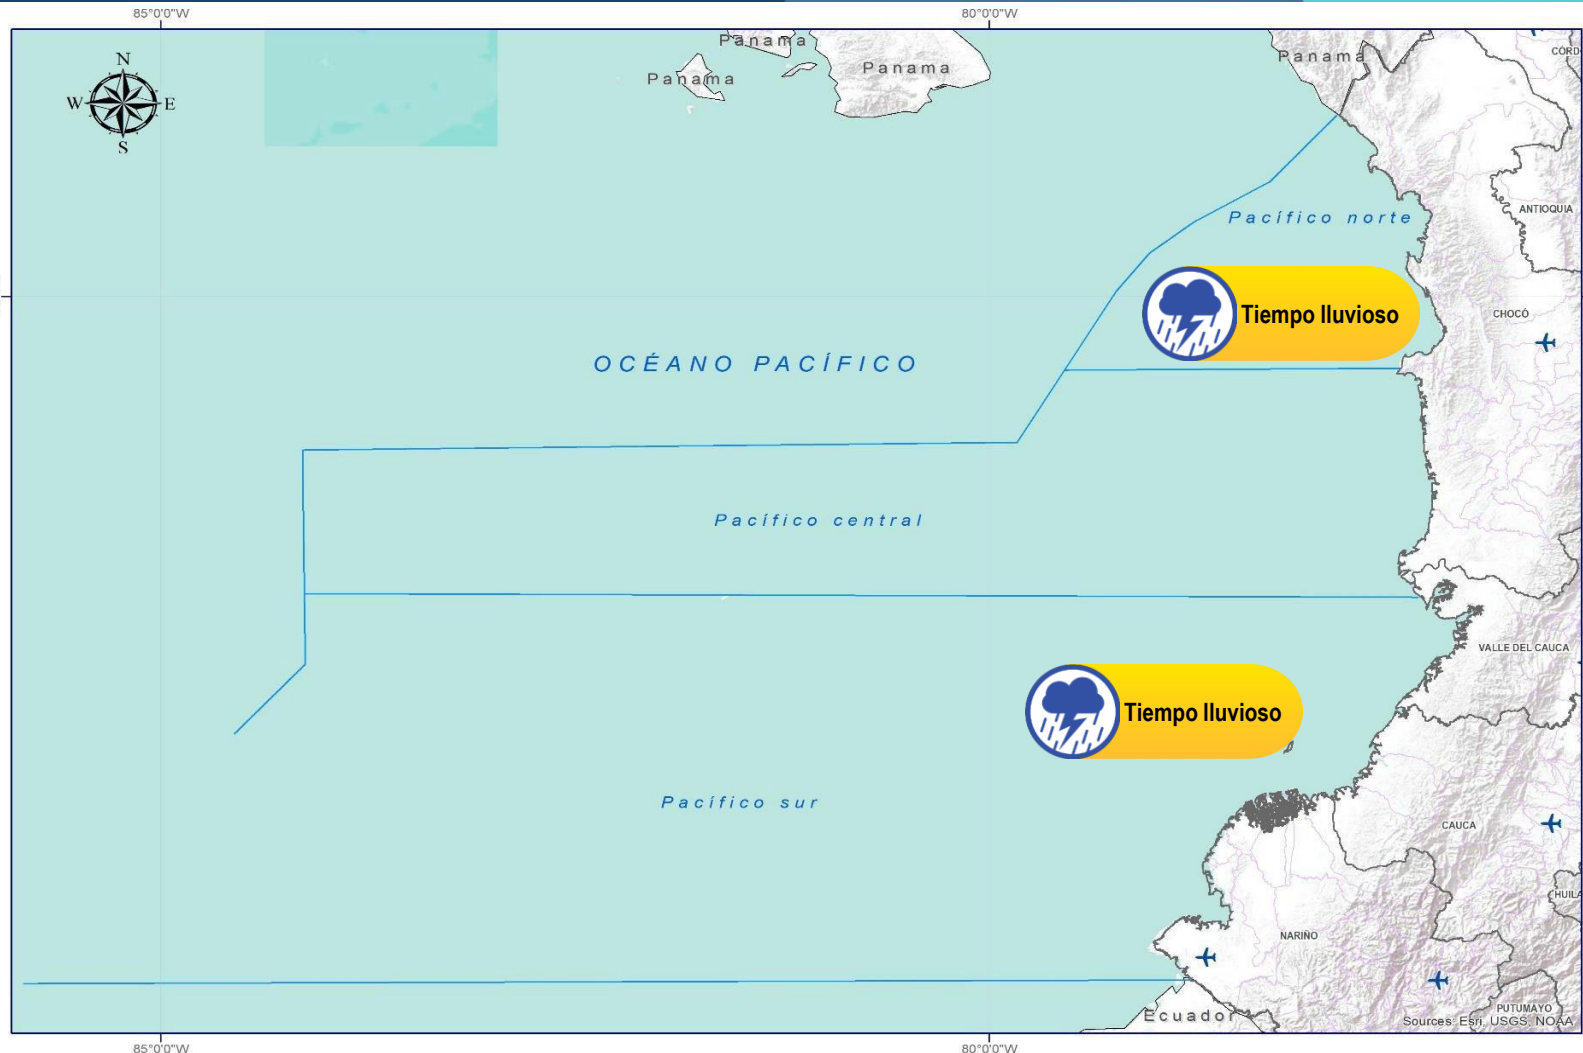 85°0'0"W
80°0'0"W
N
W
E
S
Panama
Panama
Panama
Panama
ANTIOQUIA
Pacífico norte
Tiempo lluvioso
CHOCÓ
OCÉANO PACÍFICO
Pacífico central
VALLE DEL CAUCA
Tiempo lluvioso
Pacífico sur
CAUCA
HUILA
NARIÑO
PUTUMAYO
Ecuador
Sources: Esri, USGS, NOAA
85°0'0"W
80°0'0"W